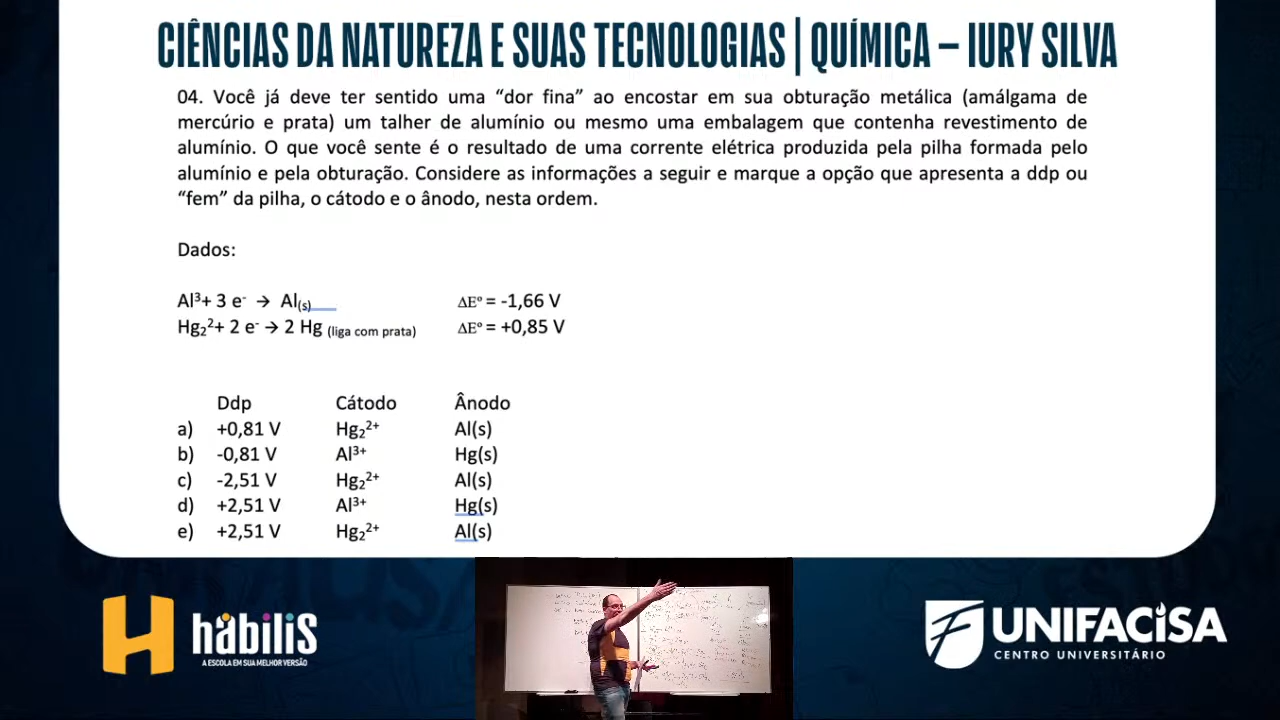 CIÊNCIAS DA NATUREZA E SUAS TECNOLOGIAS | QUÍMICA – IURY SILVA
04. Você já deve ter sentido uma “dor fina” ao encostar em sua obturação metálica (amálgama de
mercúrio e prata) um talher de alumínio ou mesmo uma embalagem que contenha revestimento de
alumínio. O que você sente é o resultado de uma corrente elétrica produzida pela pilha formada pelo
alumínio e pela obturação. Considere as informações a seguir e marque a opção que apresenta a ddp ou
“fem” da pilha, o cátodo e o ânodo, nesta ordem.
Dados:
Al³+ 3 e⁻ → Al(s) ΔEº = -1,66 V
Hg₂²+ 2 e⁻ → 2 Hg (liga com prata) ΔEº = +0,85 V
Ddp Cátodo Ânodo
a) +0,81 V Hg₂²⁺ Al(s)
b) -0,81 V Al³⁺ Hg(s)
c) -2,51 V Hg₂²⁺ Al(s)
d) +2,51 V Al³⁺ Hg(s)
e) +2,51 V Hg₂²⁺ Al(s)
hábilis
A ESCOLA EM SUA MELHOR VERSÃO
UNIFACISA
CENTRO UNIVERSITÁRIO